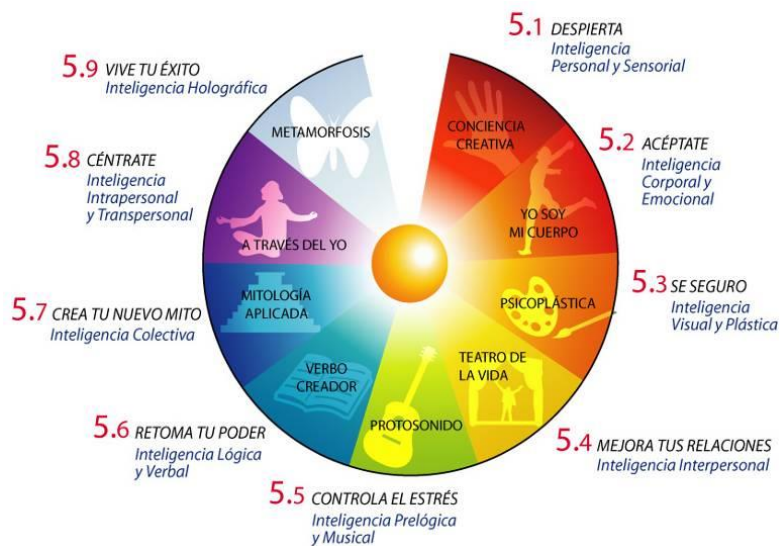 5.1 DESPIERTA
Inteligencia
Personal y Sensorial
CONCIENCIA
CREATIVA
5.2 ACÉPTATE
Inteligencia
Corporal y
Emocional
YO SOY
MI CUERPO
5.3 SE SEGURO
Inteligencia
Visual y Plástica
PSICOPLÁSTICA
5.4 MEJORA TUS RELACIONES
Inteligencia Interpersonal
TEATRO DE
LA VIDA
5.5 CONTROLA EL ESTRÉS
Inteligencia Prelógica
y Musical
PROTOSONIDO
5.6 RETOMA TU PODER
Inteligencia Lógica
y Verbal
VERBO
CREADOR
5.7 CREA TU NUEVO MITO
Inteligencia Colectiva
MITOLOGÍA
APLICADA
5.8 CÉNTRATE
Inteligencia
Intrapersonal
y Transpersonal
A TRAVÉS DEL YO
5.9 VIVE TU ÉXITO
Inteligencia Holográfica
METAMORFOSIS